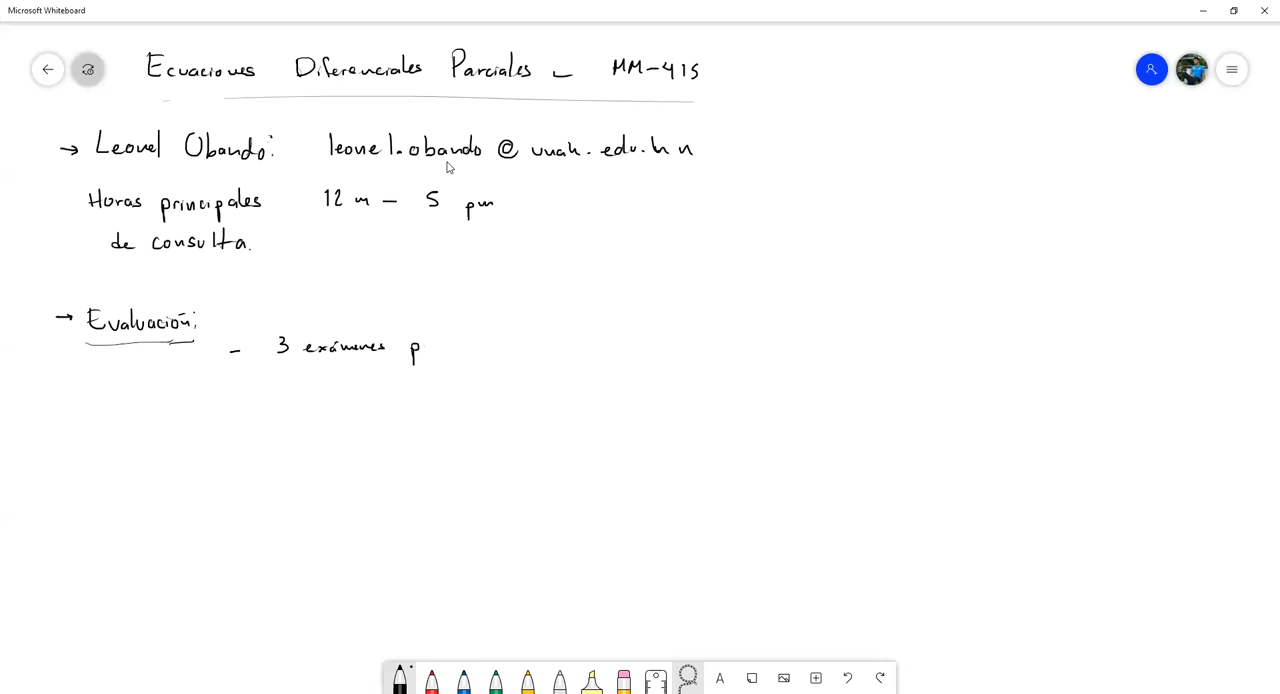 Microsoft Whiteboard
Ecuaciones Diferenciales Parciales - MM-415
→ Leonel Obando: leonel.obando@unah.edu.hn
Horas principales 12 m - 5 pm
de consulta.
→ Evaluación:
- 3 exámenes p
A